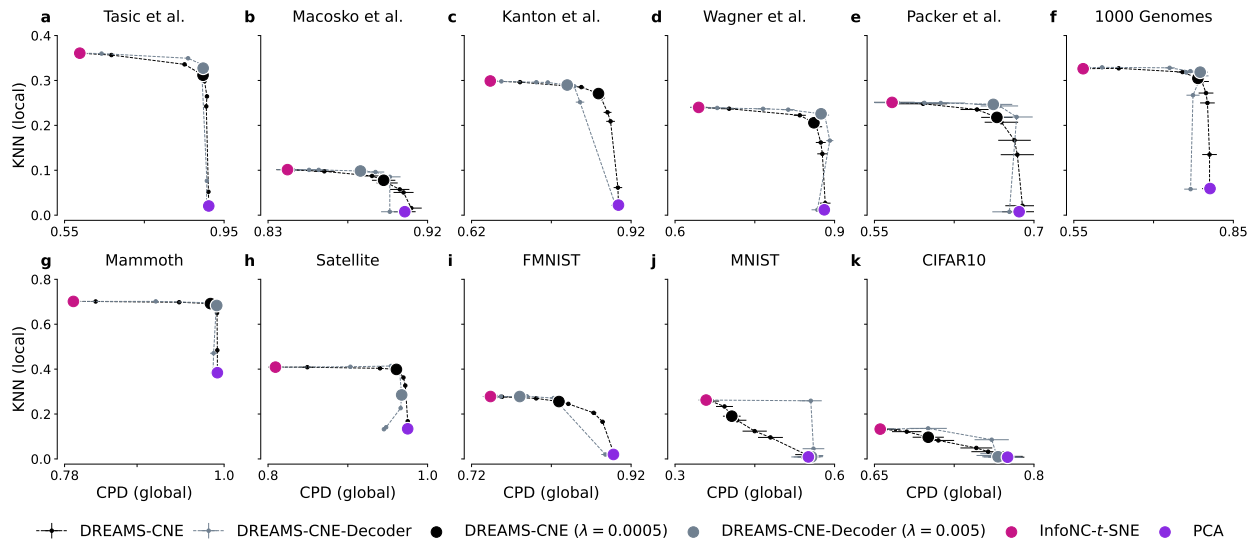 a Tasic et al.
b Macosko et al.
c Kanton et al.
d Wagner et al.
e Packer et al.
f 1000 Genomes
KNN (local)
0.4
0.3
0.2
0.1
0.0
0.55 0.95
0.83 0.92
0.62 0.92
0.6 0.9
0.55 0.7
0.55 0.85
g Mammoth
h Satellite
i FMNIST
j MNIST
k CIFAR10
KNN (local)
0.8
0.6
0.4
0.2
0.0
0.78 1.0
0.8 1.0
0.72 0.92
0.3 0.6
0.65 0.8
CPD (global)
CPD (global)
CPD (global)
CPD (global)
CPD (global)
DREAMS-CNE DREAMS-CNE-Decoder DREAMS-CNE (λ = 0.0005) DREAMS-CNE-Decoder (λ = 0.005) InfoNC-t-SNE PCA